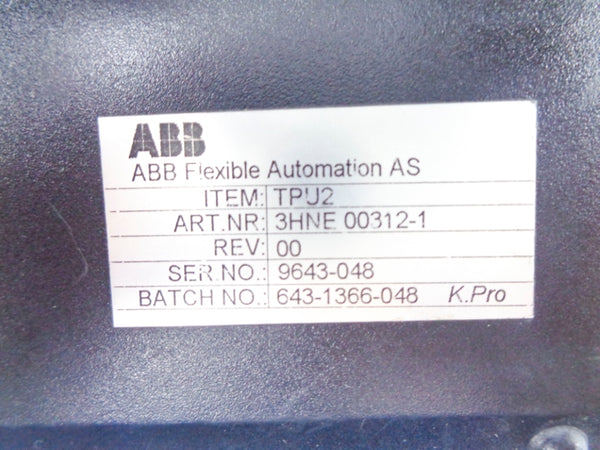 ABB
ABB Flexible Automation AS
ITEM: TPU2
ART.NR: 3HNE 00312-1
REV: 00
SER NO.: 9643-048
BATCH NO.: 643-1366-048 K.Pro